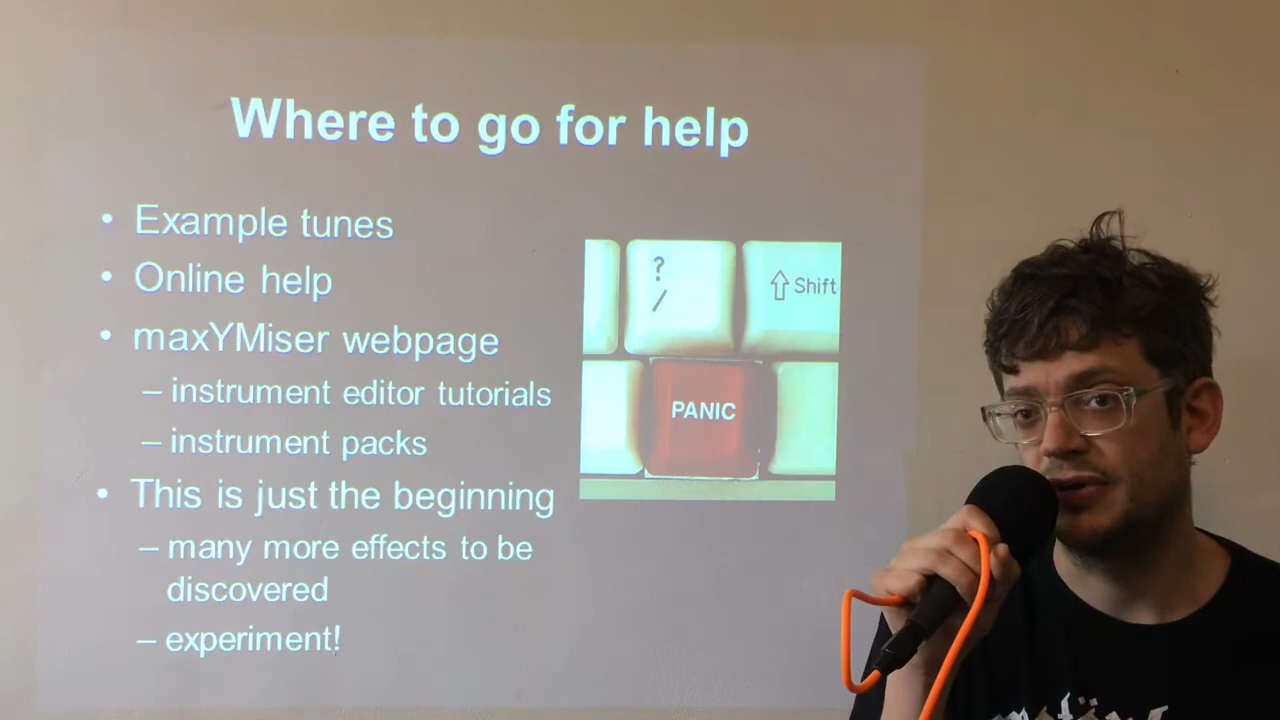 Where to go for help
• Example tunes
• Online help
• maxYMiser webpage
– instrument editor tutorials
– instrument packs
• This is just the beginning
– many more effects to be
discovered
– experiment!
?
/
⇧ Shift
PANIC